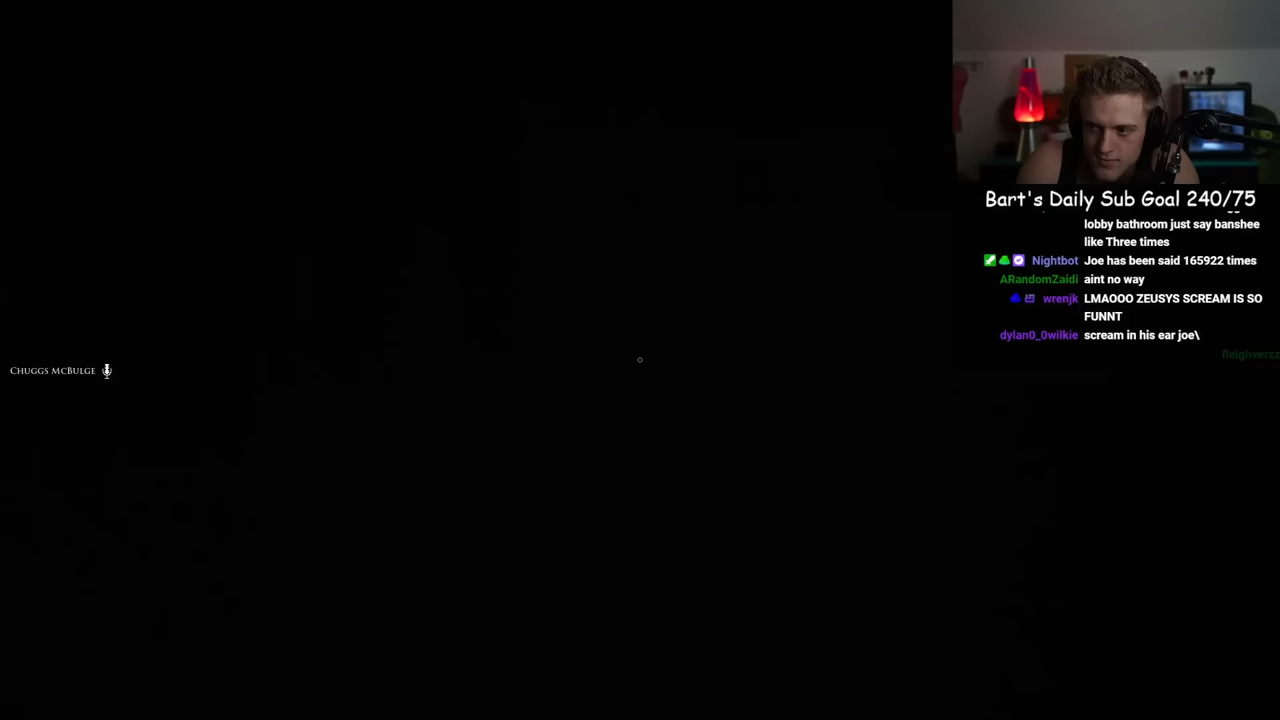 Bart's Daily Sub Goal 240/75
lobby bathroom just say banshee
like Three times
Nightbot Joe has been said 165922 times
ARandomZaidi aint no way
wrenjk LMAOOO ZEUSYS SCREAM IS SO
FUNNT
dylan0_0wilkie scream in his ear joe\
Chuggs McBulge